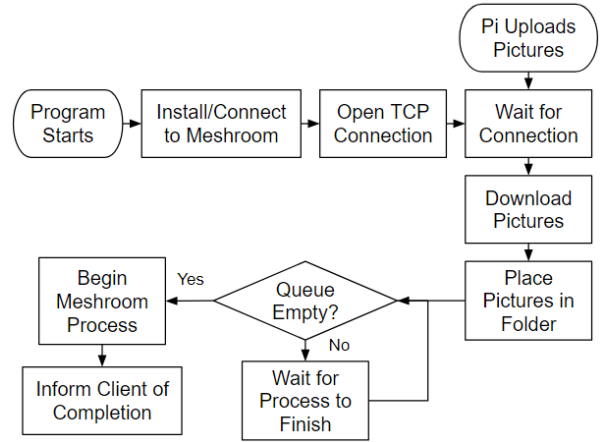 Pi Uploads
Pictures
Program
Starts
Install/Connect
to Meshroom
Open TCP
Connection
Wait for
Connection
Download
Pictures
Place
Pictures in
Folder
Queue
Empty?
Yes
No
Begin
Meshroom
Process
Wait for
Process to
Finish
Inform Client of
Completion